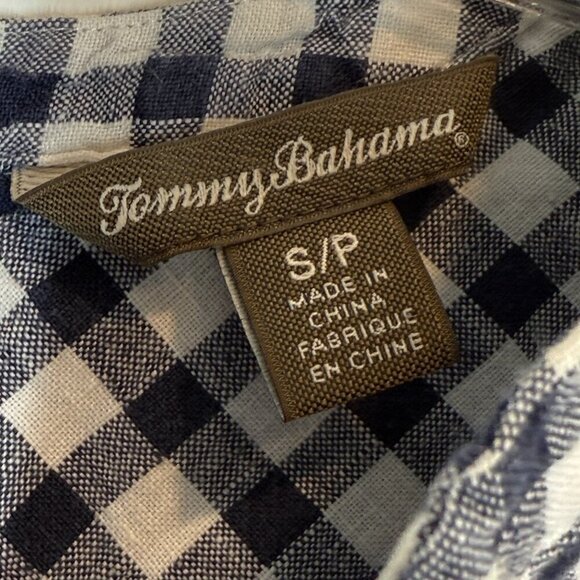 Tommy Bahama®
S/P
MADE IN
CHINA
FABRIQUE
EN CHINE